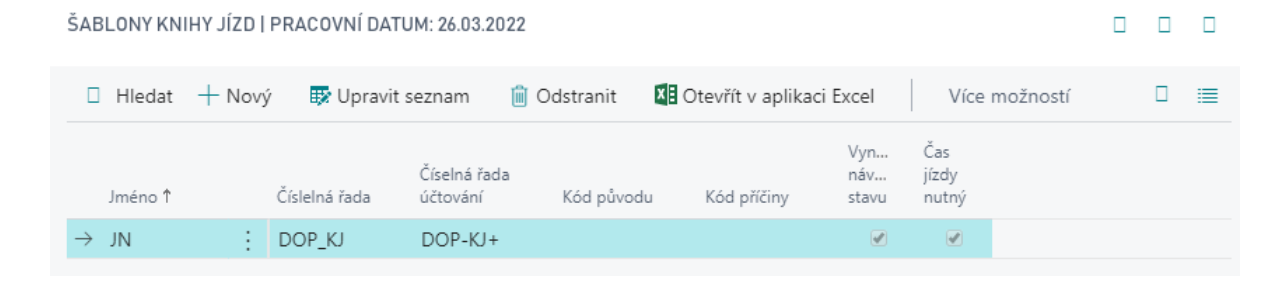 ŠABLONY KNIHY JÍZD | PRACOVNÍ DATUM: 26.03.2022
Hledat Nový Upravit seznam Odstranit Otevřít v aplikaci Excel Více možností
Jméno ↑ Číslelná řada Číselná řada účtování Kód původu Kód příčiny Vyn... náv... stavu Čas jízdy nutný
JN DOP_KJ DOP-KJ+